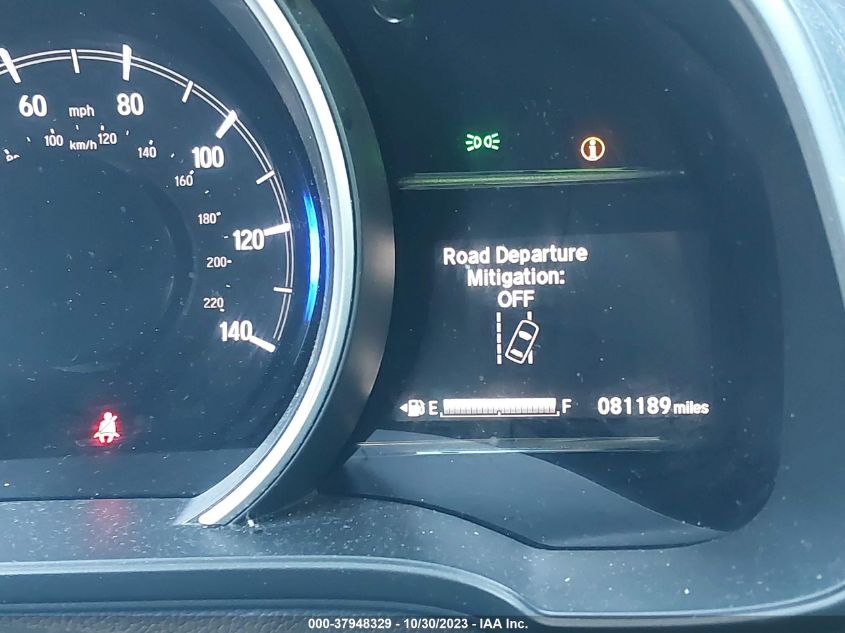 60 mph 80
100 km/h 120
140
100
160
180
120
200
220
140
Road Departure
Mitigation:
OFF
E F 081189 miles
000-37948329 - 10/30/2023 - IAA Inc.